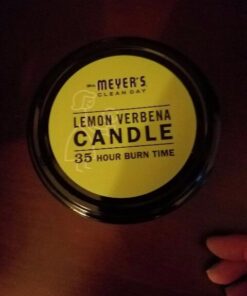 Mrs. MEYER'S
CLEAN DAY
LEMON VERBENA
CANDLE
35 HOUR BURN TIME